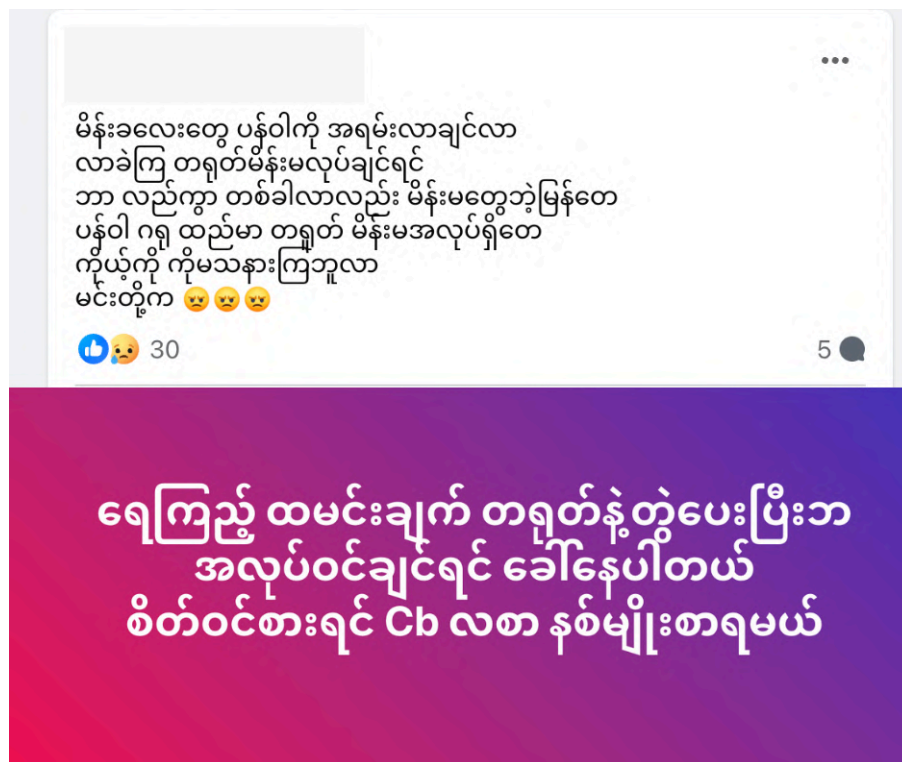 မိန်းခလေးတွေ ပန်ဝါကို အရမ်းလာချင်လာ
လာခဲကြ တရုတ်မိန်းမလုပ်ချင်ရင်
ဘာ လည်ကွာ တစ်ခါလာလည်း မိန်းမတွေဘဲ့မြန်တေ
ပန်ဝါ ဂရု ထည်မာ တရူတ် မိန်းမအလုပ်ရှိတေ
ကိုယ့်ကို ကိုမသနားကြဘူလာ
မင်းတို့က 😡😡😡
30
5
ရေကြည့် ထမင်းချက် တရုတ်နဲ့တွဲပေးပြီးဘ
အလုပ်ဝင်ချင်ရင် ခေါ်နေပါတယ်
စိတ်ဝင်စားရင် Cb လစာ နစ်မျိုးစာရမယ်